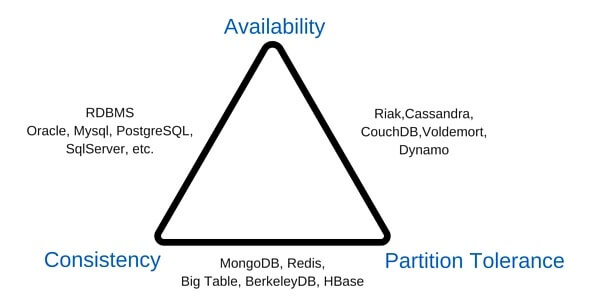 Availability
RDBMS
Oracle, Mysql, PostgreSQL,
SqlServer, etc.
Riak,Cassandra,
CouchDB,Voldemort,
Dynamo
Consistency
MongoDB, Redis,
Big Table, BerkeleyDB, HBase
Partition Tolerance